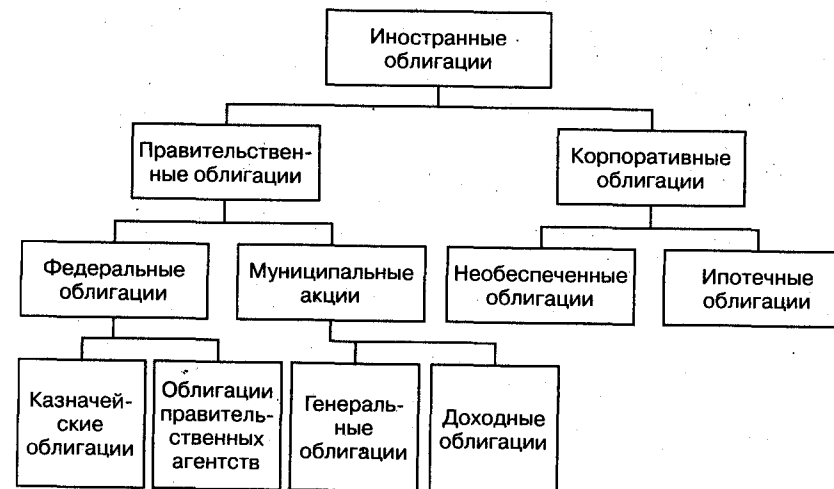 Иностранные
облигации
Правительствен-
ные облигации
Корпоративные
облигации
Федеральные
облигации
Муниципальные
акции
Необеспеченные
облигации
Ипотечные
облигации
Казначей-
ские
облигации
Облигации
правитель-
ственных
агентств
Генераль-
ные
облигации
Доходные
облигации